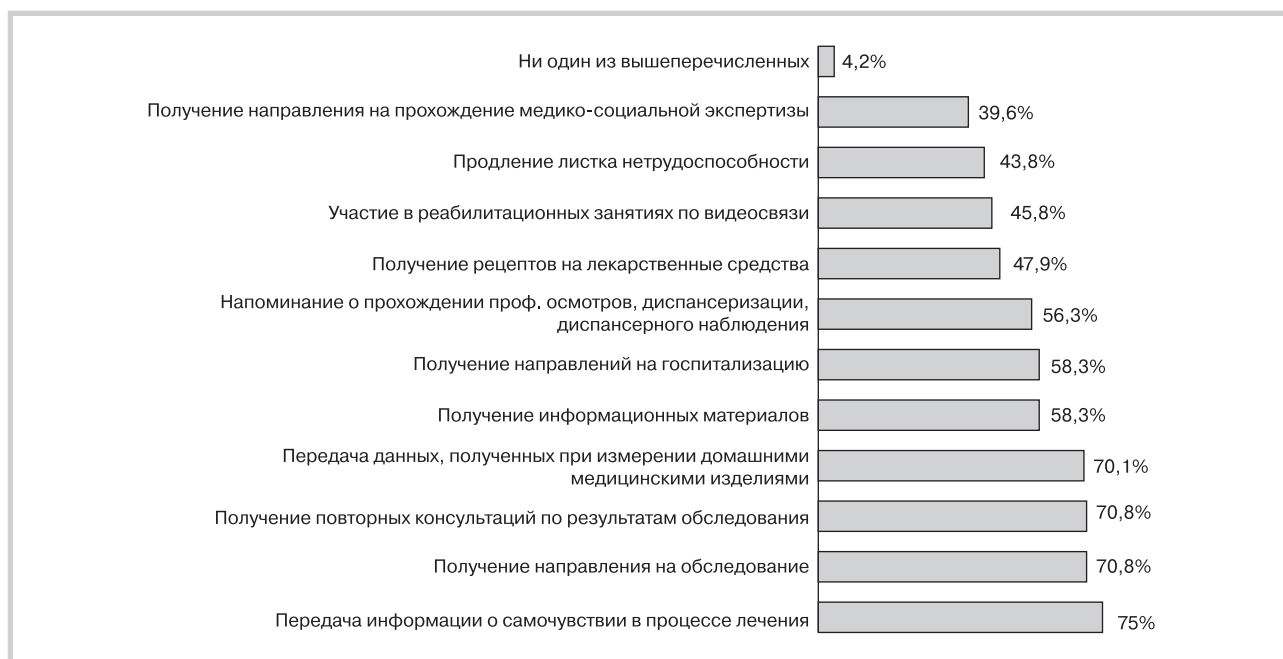 Ни один из вышеперечисленных 4,2%
Получение направления на прохождение медико-социальной экспертизы 39,6%
Продление листка нетрудоспособности 43,8%
Участие в реабилитационных занятиях по видеосвязи 45,8%
Получение рецептов на лекарственные средства 47,9%
Напоминание о прохождении проф. осмотров, диспансеризации,
диспансерного наблюдения 56,3%
Получение направлений на госпитализацию 58,3%
Получение информационных материалов 58,3%
Передача данных, полученных при измерении домашними
медицинскими изделиями 70,1%
Получение повторных консультаций по результатам обследования 70,8%
Получение направления на обследование 70,8%
Передача информации о самочувствии в процессе лечения 75%